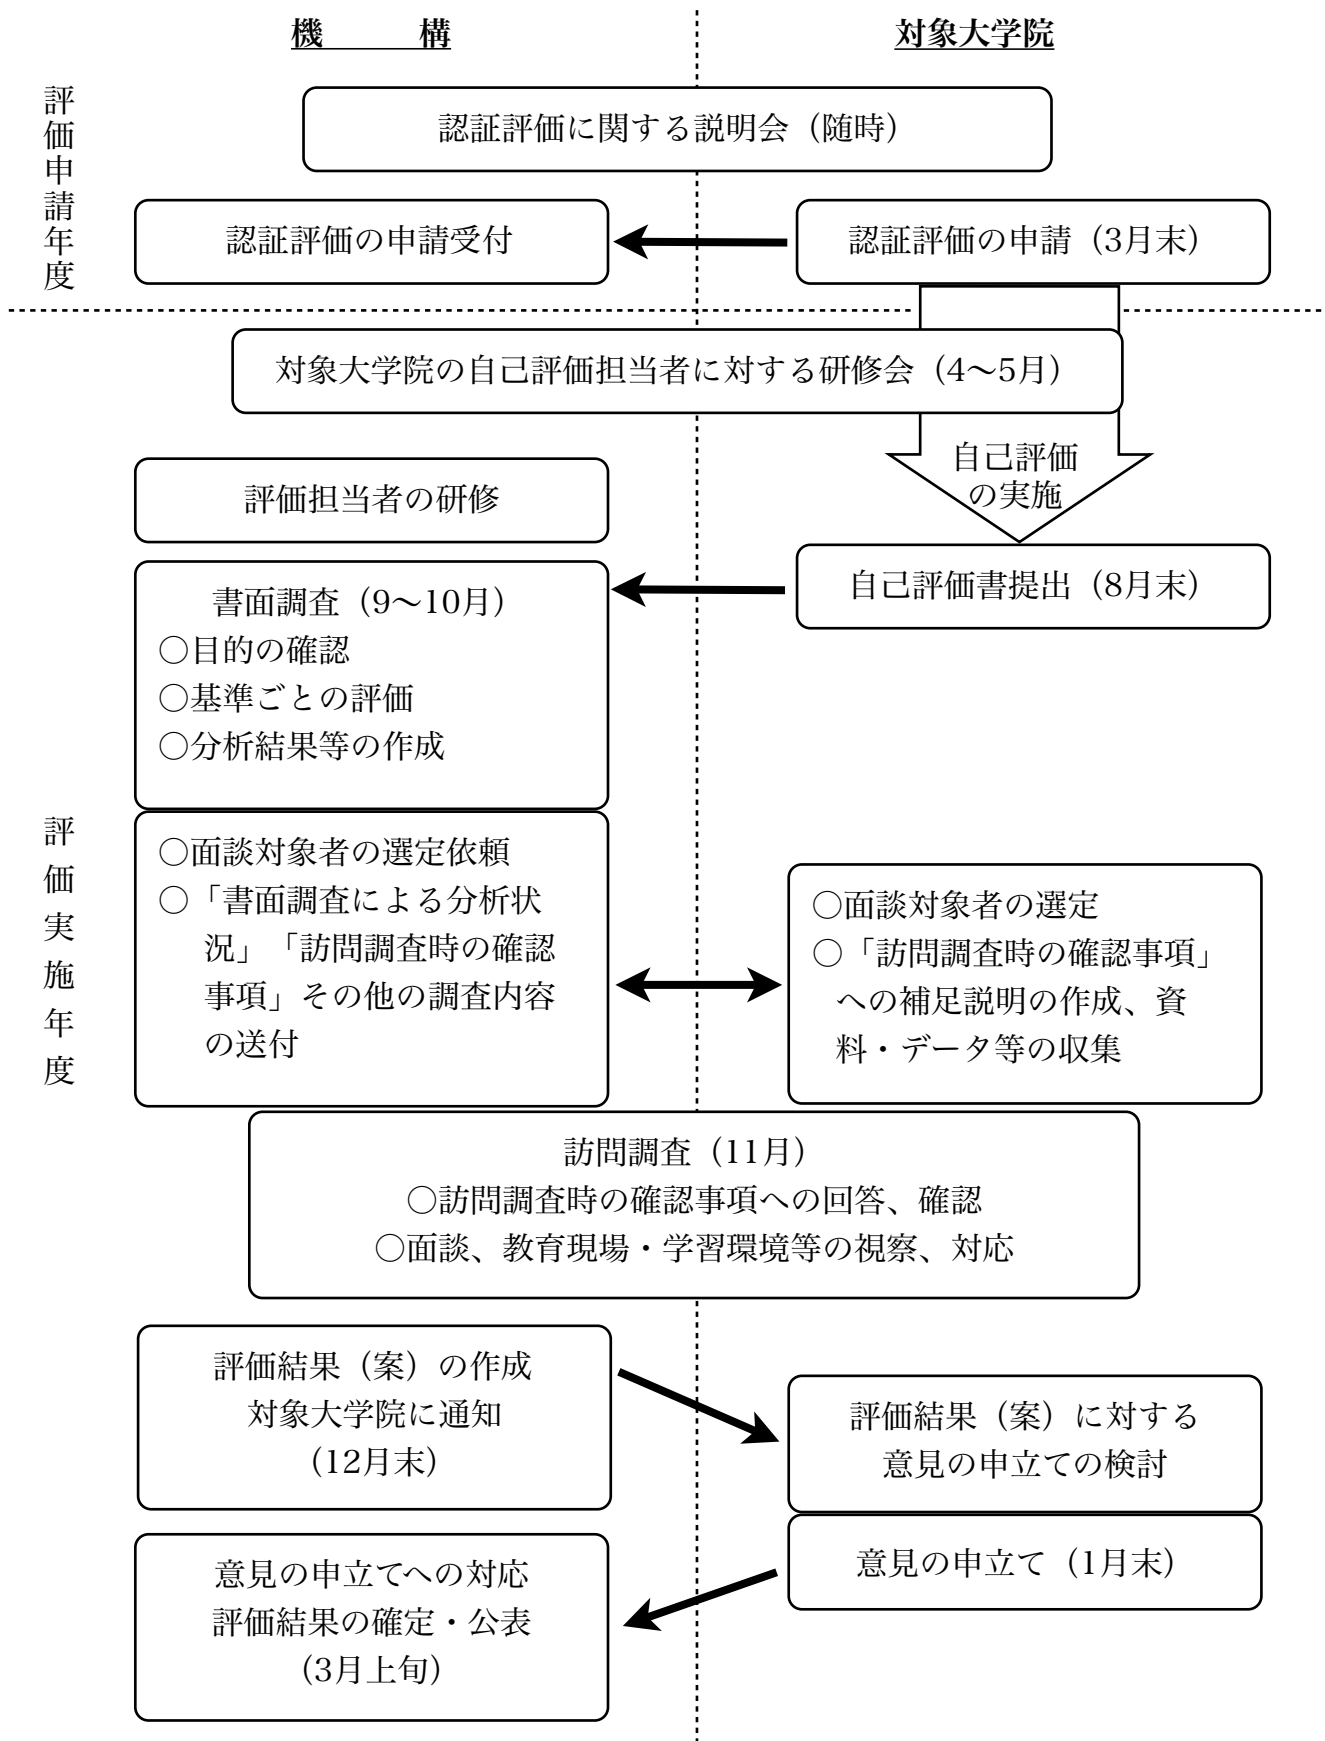 機　構
対象大学院
評価申請年度
認証評価に関する説明会（随時）
認証評価の申請受付
認証評価の申請（3月末）
対象大学院の自己評価担当者に対する研修会（4～5月）
自己評価
の実施
評価担当者の研修
自己評価書提出（8月末）
書面調査（9～10月）
○目的の確認
○基準ごとの評価
○分析結果等の作成
評価実施年度
○面談対象者の選定依頼
○「書面調査による分析状
況」「訪問調査時の確認
事項」その他の調査内容
の送付
○面談対象者の選定
○「訪問調査時の確認事項」
への補足説明の作成、資
料・データ等の収集
訪問調査（11月）
○訪問調査時の確認事項への回答、確認
○面談、教育現場・学習環境等の視察、対応
評価結果（案）の作成
対象大学院に通知
（12月末）
評価結果（案）に対する
意見の申立ての検討
意見の申立て（1月末）
意見の申立てへの対応
評価結果の確定・公表
（3月上旬）